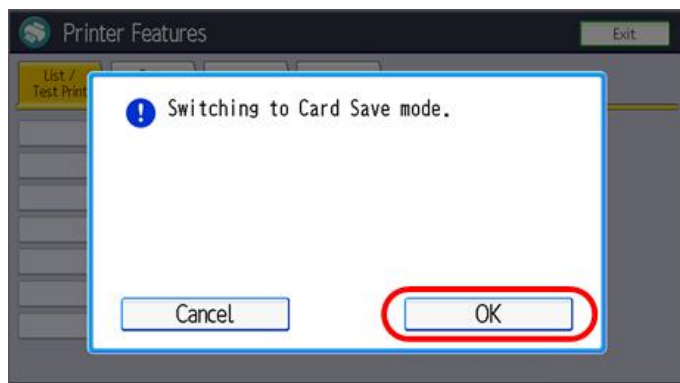 Printer Features
Exit
List /
Test Print
Switching to Card Save mode.
Cancel
OK